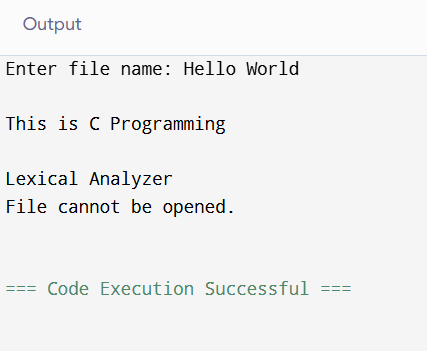 Output
Enter file name: Hello World
This is C Programming
Lexical Analyzer
File cannot be opened.
=== Code Execution Successful ===